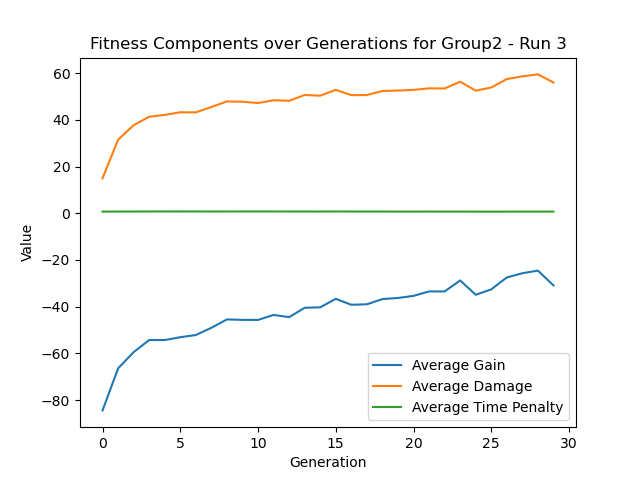 Fitness Components over Generations for Group2 - Run 3
60
40
20
0
−20
−40
−60
−80
Value
0 5 10 15 20 25 30
Generation
Average Gain
Average Damage
Average Time Penalty